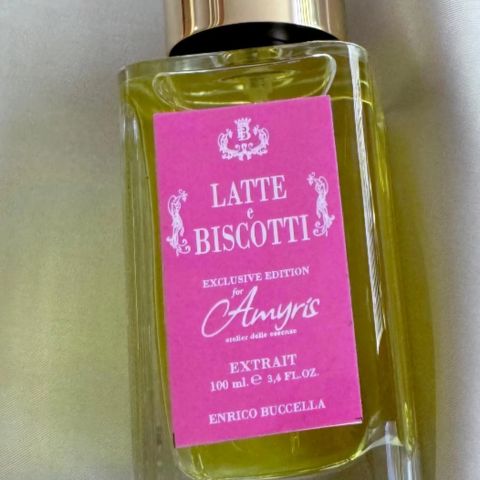 B
LATTE
e
BISCOTTI
EXCLUSIVE EDITION
for
Amyris
atelier delle essenze
EXTRAIT
100 ml. ℮ 3,4 FL.OZ.
ENRICO BUCCELLA